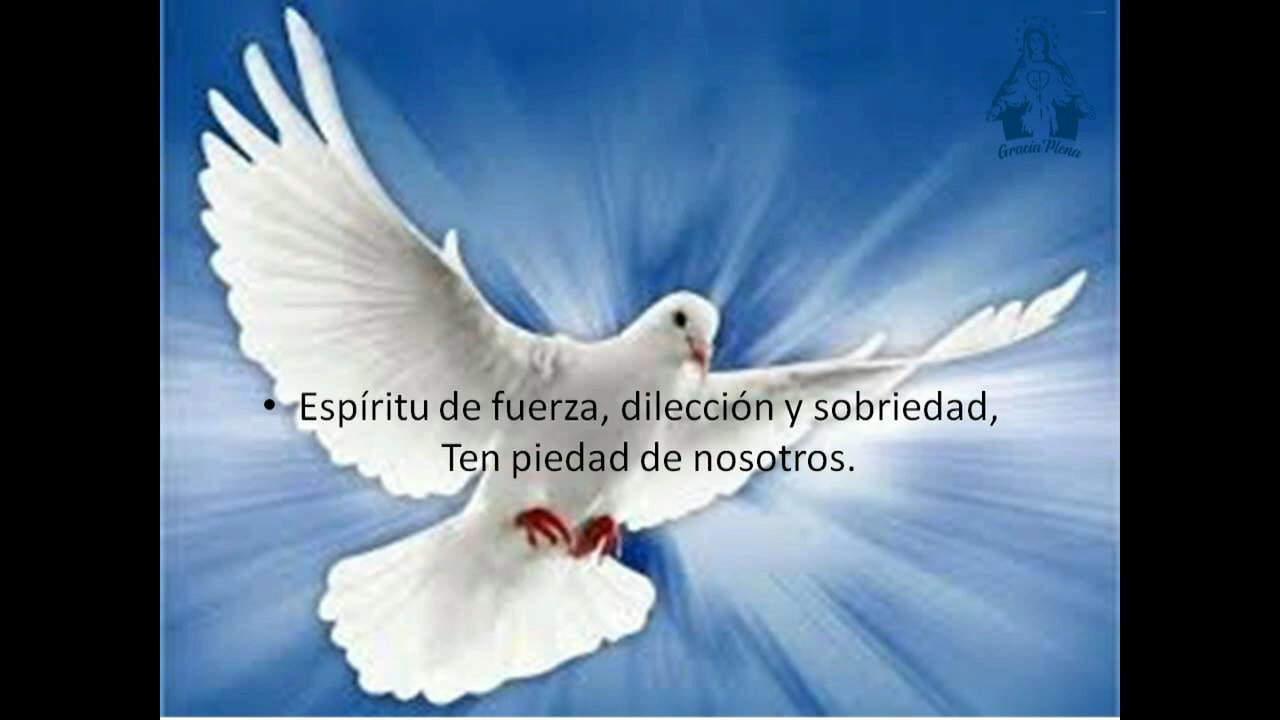 Gracia Plena
• Espíritu de fuerza, dilección y sobriedad,
Ten piedad de nosotros.